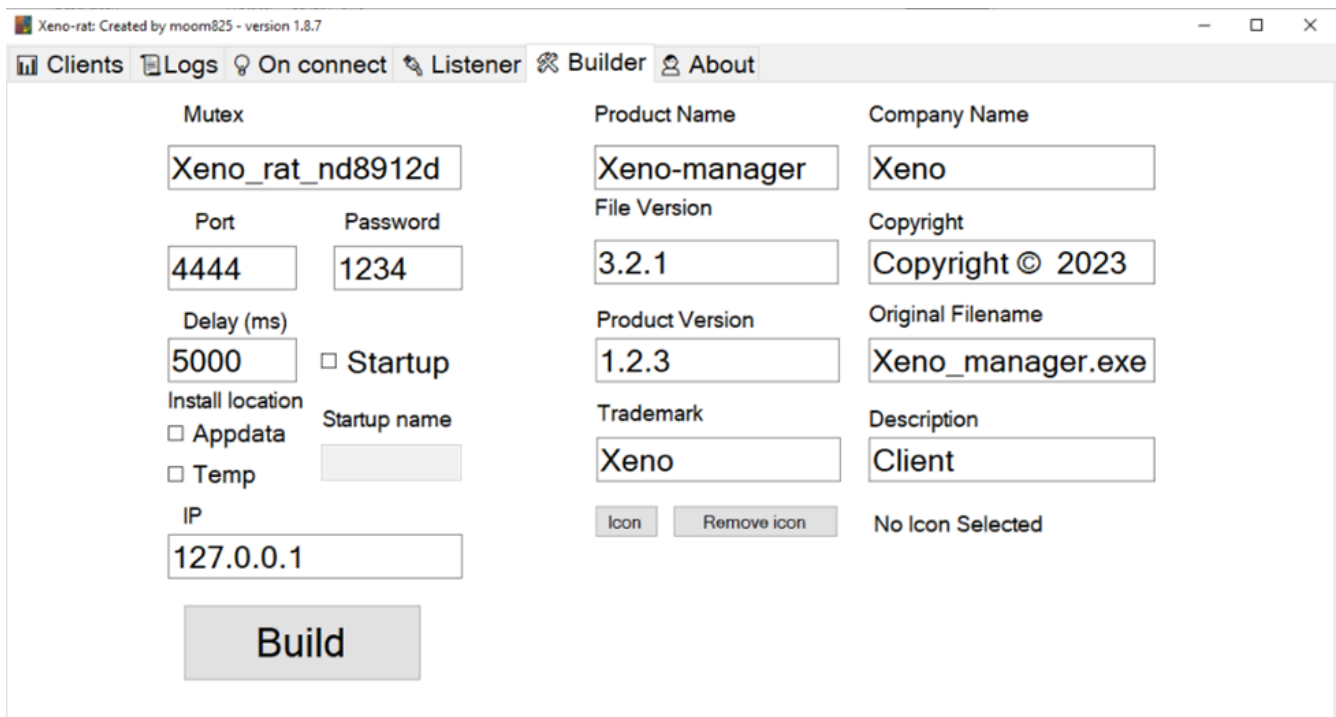 Xeno-rat: Created by moom825 - version 1.8.7
Clients Logs On connect Listener Builder About
Mutex Product Name Company Name
Xeno_rat_nd8912d Xeno-manager Xeno
Port Password File Version Copyright
4444 1234 3.2.1 Copyright © 2023
Delay (ms) Product Version Original Filename
5000 Startup 1.2.3 Xeno_manager.exe
Install location Startup name Trademark Description
Appdata
Temp Xeno Client
IP Icon Remove icon No Icon Selected
127.0.0.1
Build